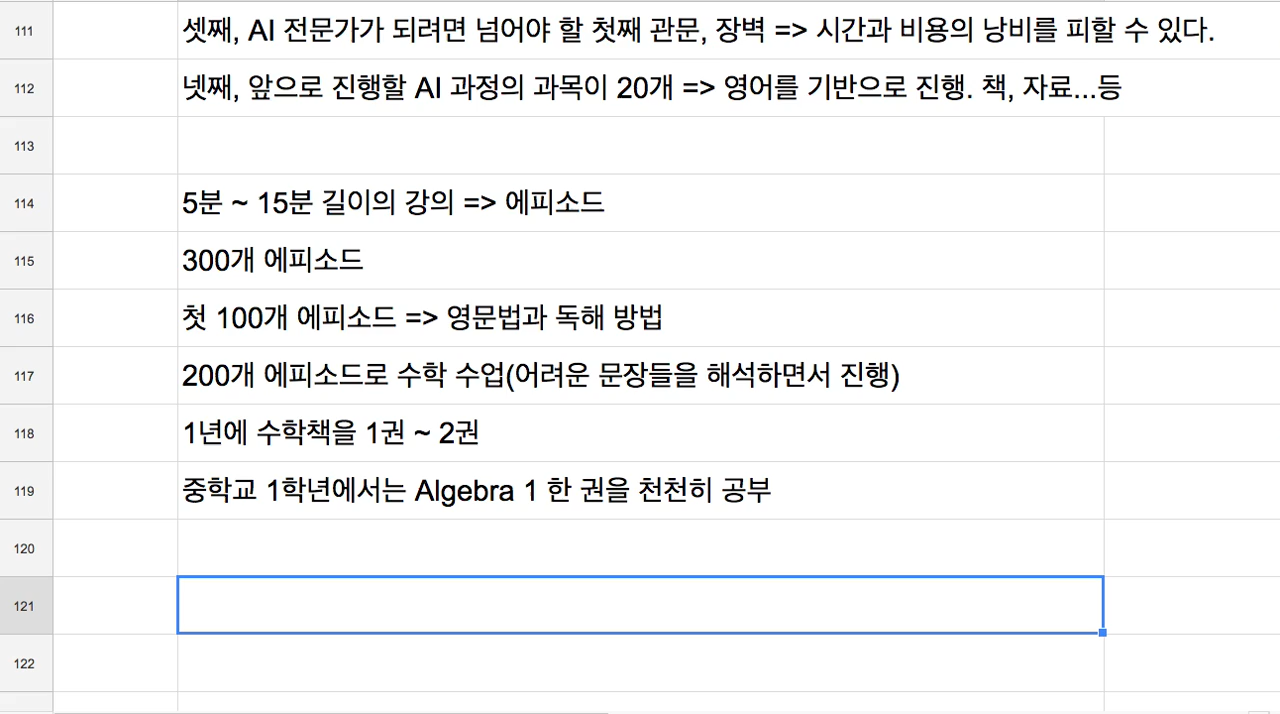 111 셋째, AI 전문가가 되려면 넘어야 할 첫째 관문, 장벽 => 시간과 비용의 낭비를 피할 수 있다.
112 넷째, 앞으로 진행할 AI 과정의 과목이 20개 => 영어를 기반으로 진행. 책, 자료...등
113
114 5분 ~ 15분 길이의 강의 => 에피소드
115 300개 에피소드
116 첫 100개 에피소드 => 영문법과 독해 방법
117 200개 에피소드로 수학 수업(어려운 문장들을 해석하면서 진행)
118 1년에 수학책을 1권 ~ 2권
119 중학교 1학년에서는 Algebra 1 한 권을 천천히 공부
120
121
122